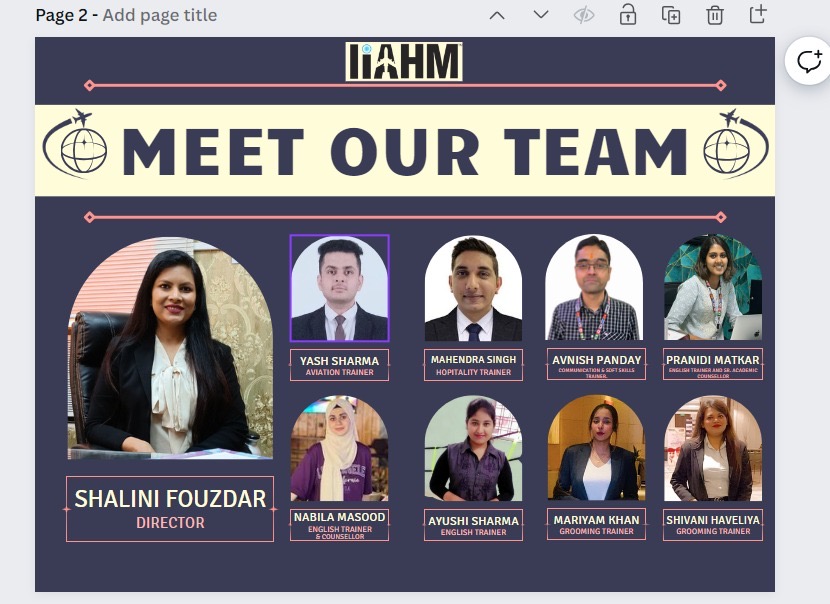 Page 2 - Add page title
IiAHM
MEET OUR TEAM
YASH SHARMA
AVIATION TRAINER
MAHENDRA SINGH
HOPITALITY TRAINER
AVNISH PANDAY
COMMUNICATION & SOFT SKILLS
TRAINER.
PRANIDI MATKAR
ENGLISH TRAINER AND SR. ACADEMIC
COUNSELLOR
SHALINI FOUZDAR
DIRECTOR
NABILA MASOOD
ENGLISH TRAINER
& COUNSELLOR
AYUSHI SHARMA
ENGLISH TRAINER
MARIYAM KHAN
GROOMING TRAINER
SHIVANI HAVELIYA
GROOMING TRAINER